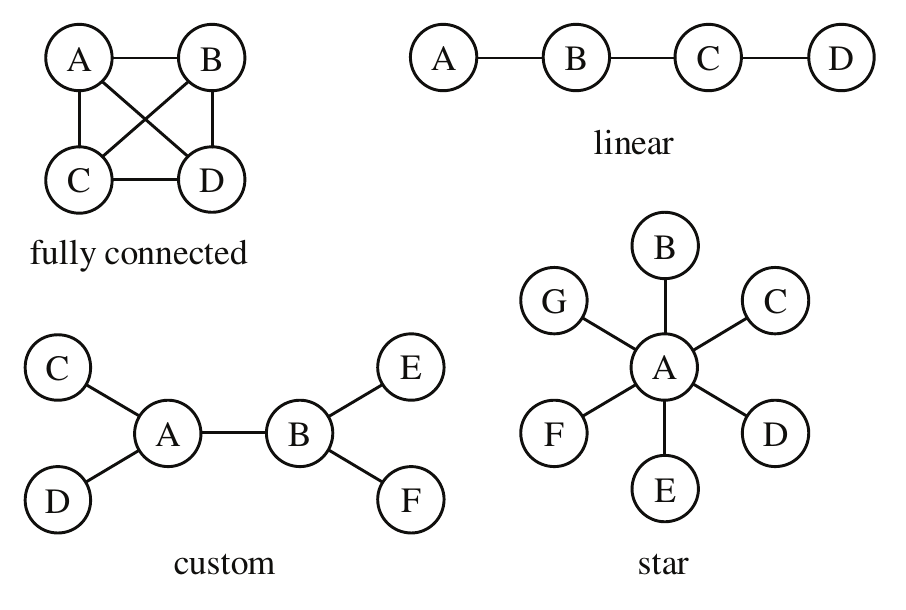 A B
C D
fully connected
A B C D
linear
C E
A B
D F
custom
B
G C
A
F D
E
star